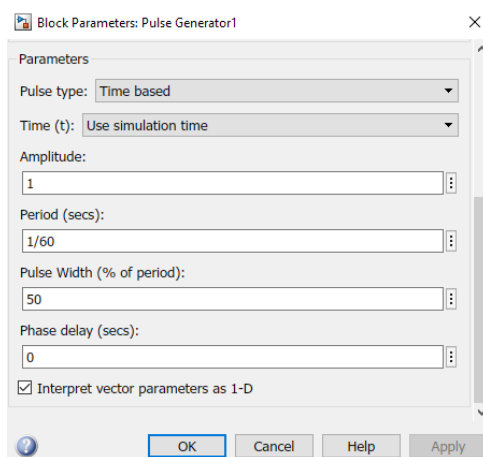 Block Parameters: Pulse Generator1
Parameters
Pulse type: Time based
Time (t): Use simulation time
Amplitude:
1
Period (secs):
1/60
Pulse Width (% of period):
50
Phase delay (secs):
0
Interpret vector parameters as 1-D
OK Cancel Help Apply